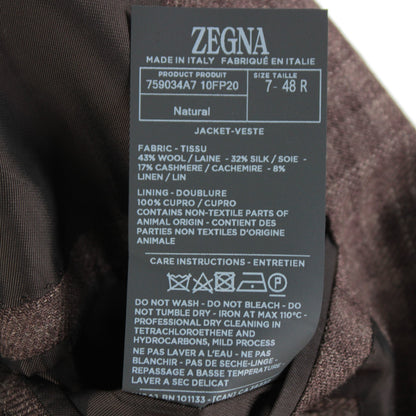 ZEGNA
MADE IN ITALY FABRIQUÉ EN ITALIE
PRODUCT PRODUIT
759034A7 10FP20
SIZE TAILLE
7- 48 R
Natural
JACKET-VESTE
FABRIC - TISSU
43% WOOL / LAINE - 32% SILK / SOIE -
17% CASHMERE / CACHEMIRE - 8%
LINEN / LIN
LINING - DOUBLURE
100% CUPRO / CUPRO
CONTAINS NON-TEXTILE PARTS OF
ANIMAL ORIGIN - CONTIENT DES
PARTIES NON TEXTILES D'ORIGINE
ANIMALE
CARE INSTRUCTIONS - ENTRETIEN
P
DO NOT WASH - DO NOT BLEACH - DO
NOT TUMBLE DRY - IRON AT MAX 110°C -
PROFESSIONAL DRY CLEANING IN
TETRACHLOROETHENE AND
HYDROCARBONS, MILD PROCESS
NE PAS LAVER A L'EAU - NE PAS
BLANCHIR - PAS DE SECHE-LINGE -
REPASSAGE A BASSE TEMPERATURE -
LAVER A SEC DELICAT
RN 101133 -